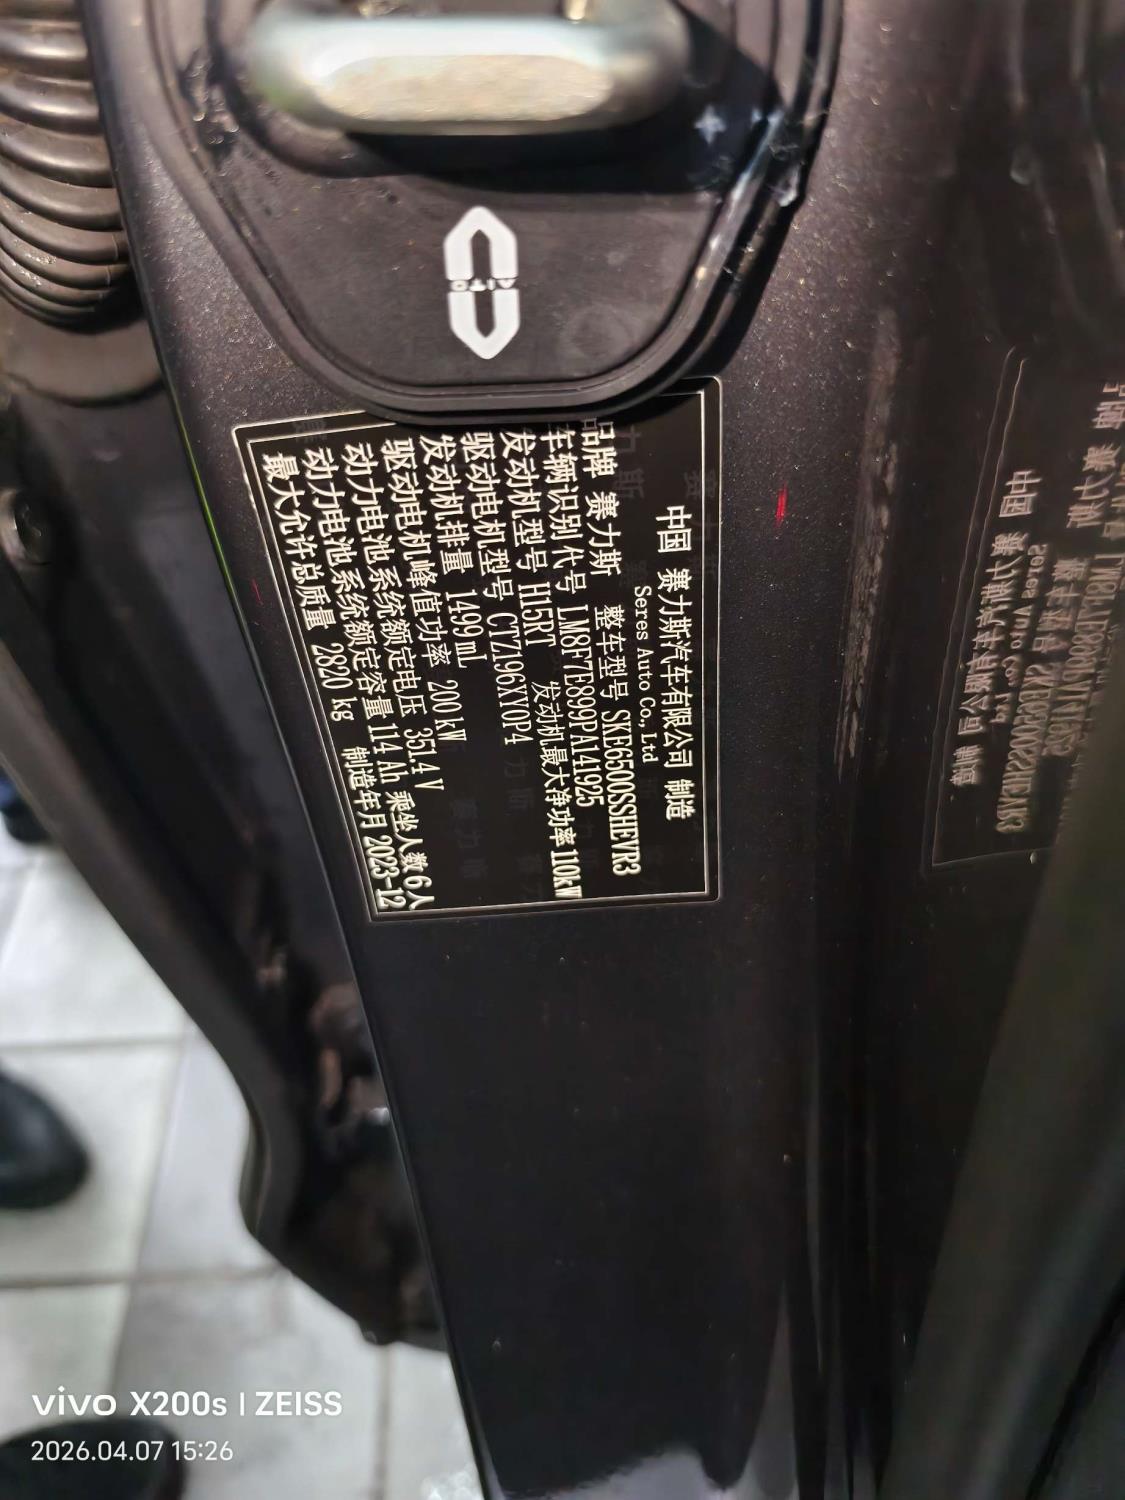 AITO
中国 赛力斯汽车有限公司 制造
Seres Auto Co., Ltd
品牌 赛力斯 整车型号 SKE6500SSHEVR3
车辆识别代号 LM8F7E899PA141925
发动机型号 H15RT 发动机最大净功率 110kW
驱动电机型号 CTZ196XY0P4
发动机排量 1499 mL
驱动电机峰值功率 200 kW
动力电池系统额定电压 351.4 V
动力电池系统额定容量 114 Ah 乘坐人数 6人
最大允许总质量 2820 kg 制造年月 2023-12
vivo X200s | ZEISS
2026.04.07 15:26